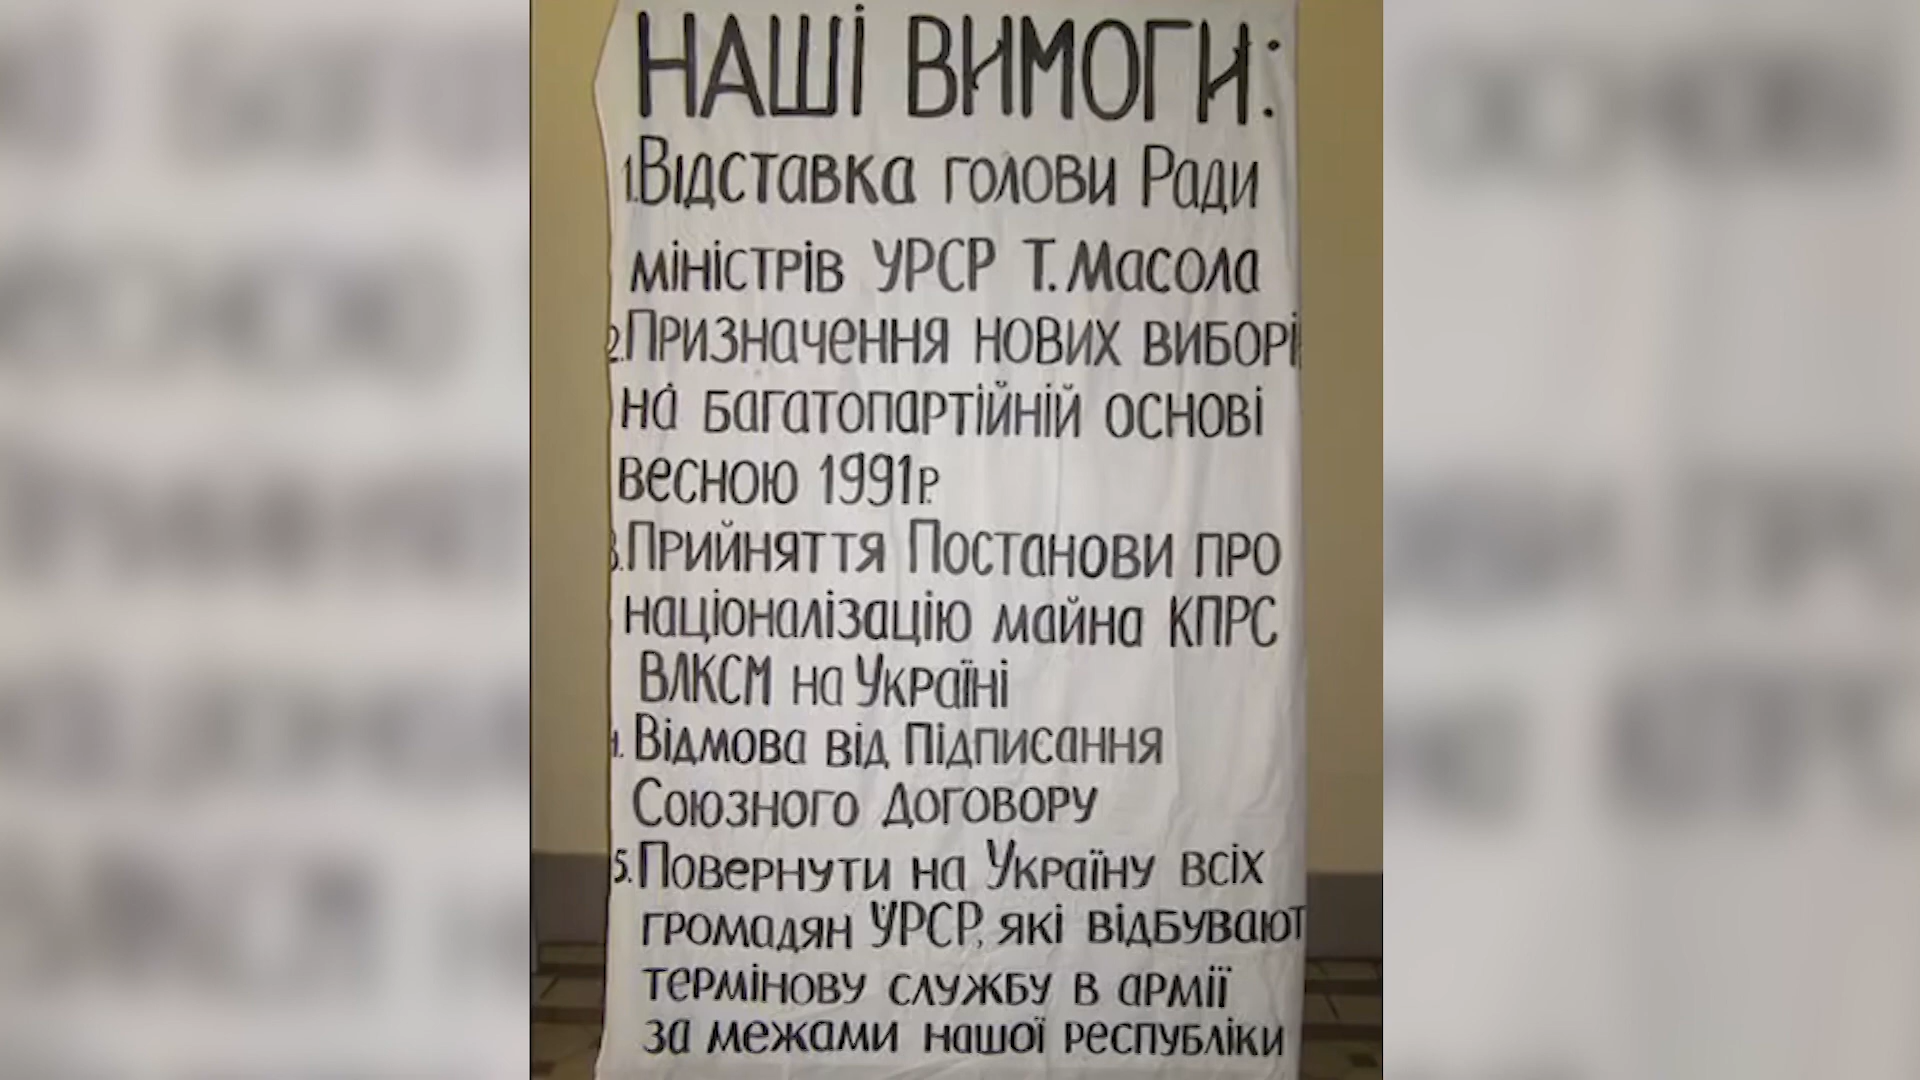 НАШІ ВИМОГИ:
1. Відставка голови Ради
міністрів УРСР Т. Масола
2. Призначення нових виборі
на багатопартійній основі
весною 1991р.
3. Прийняття Постанови про
націоналізацію майна КПРС
ВЛКСМ на Україні
4. Відмова від Підписання
Союзного договору
5. Повернути на Україну всіх
громадян УРСР, які відбувают
термінову службу в армії
за межами нашої республіки